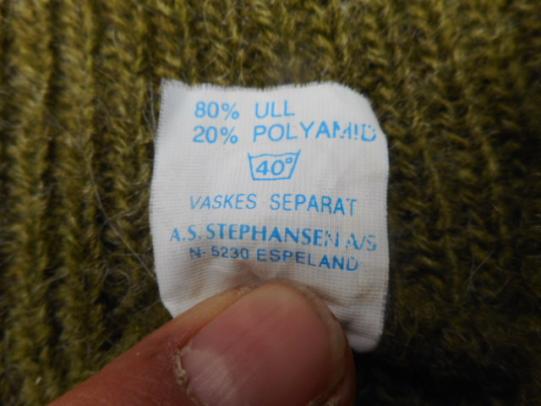 80% ULL
20% POLYAMID
40°
VASKES SEPARAT
A.S. STEPHANSEN A/S
N- 5230 ESPELAND